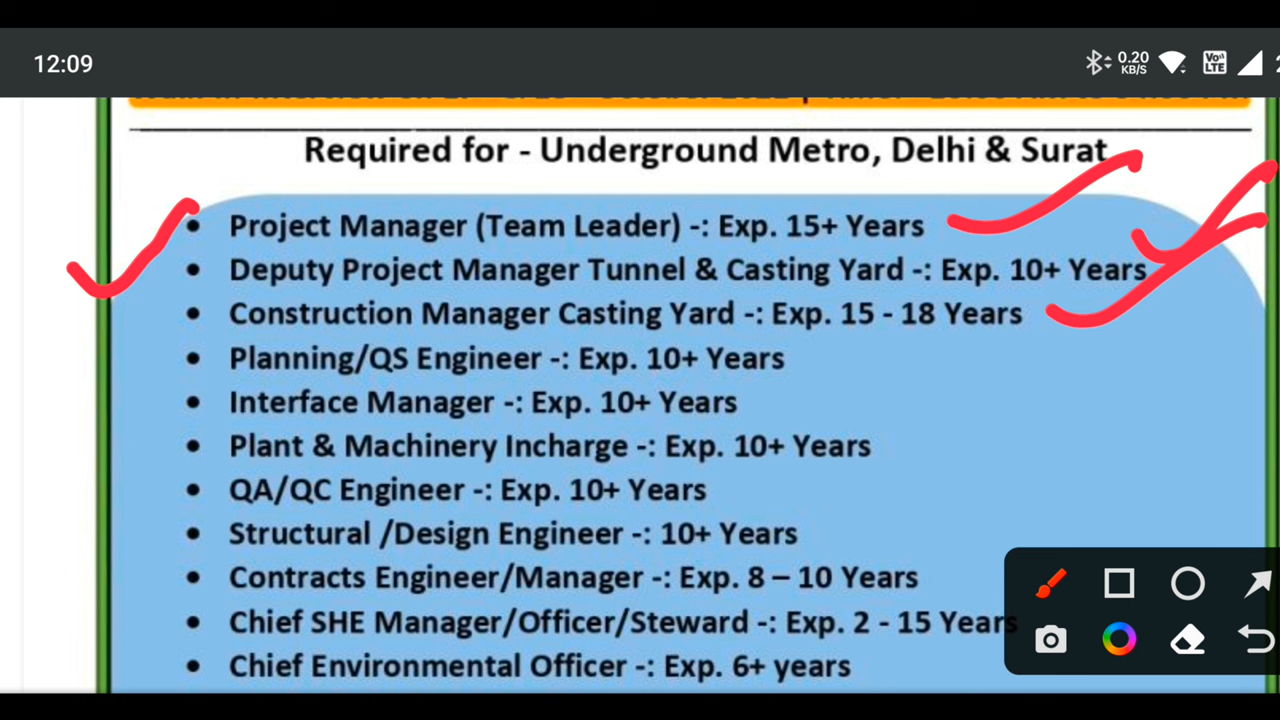 12:09
0.20
KB/S
Vo
LTE
Required for - Underground Metro, Delhi & Surat
• Project Manager (Team Leader) -: Exp. 15+ Years
• Deputy Project Manager Tunnel & Casting Yard -: Exp. 10+ Years
• Construction Manager Casting Yard -: Exp. 15 - 18 Years
• Planning/QS Engineer -: Exp. 10+ Years
• Interface Manager -: Exp. 10+ Years
• Plant & Machinery Incharge -: Exp. 10+ Years
• QA/QC Engineer -: Exp. 10+ Years
• Structural /Design Engineer -: 10+ Years
• Contracts Engineer/Manager -: Exp. 8 – 10 Years
• Chief SHE Manager/Officer/Steward -: Exp. 2 - 15 Years
• Chief Environmental Officer -: Exp. 6+ years